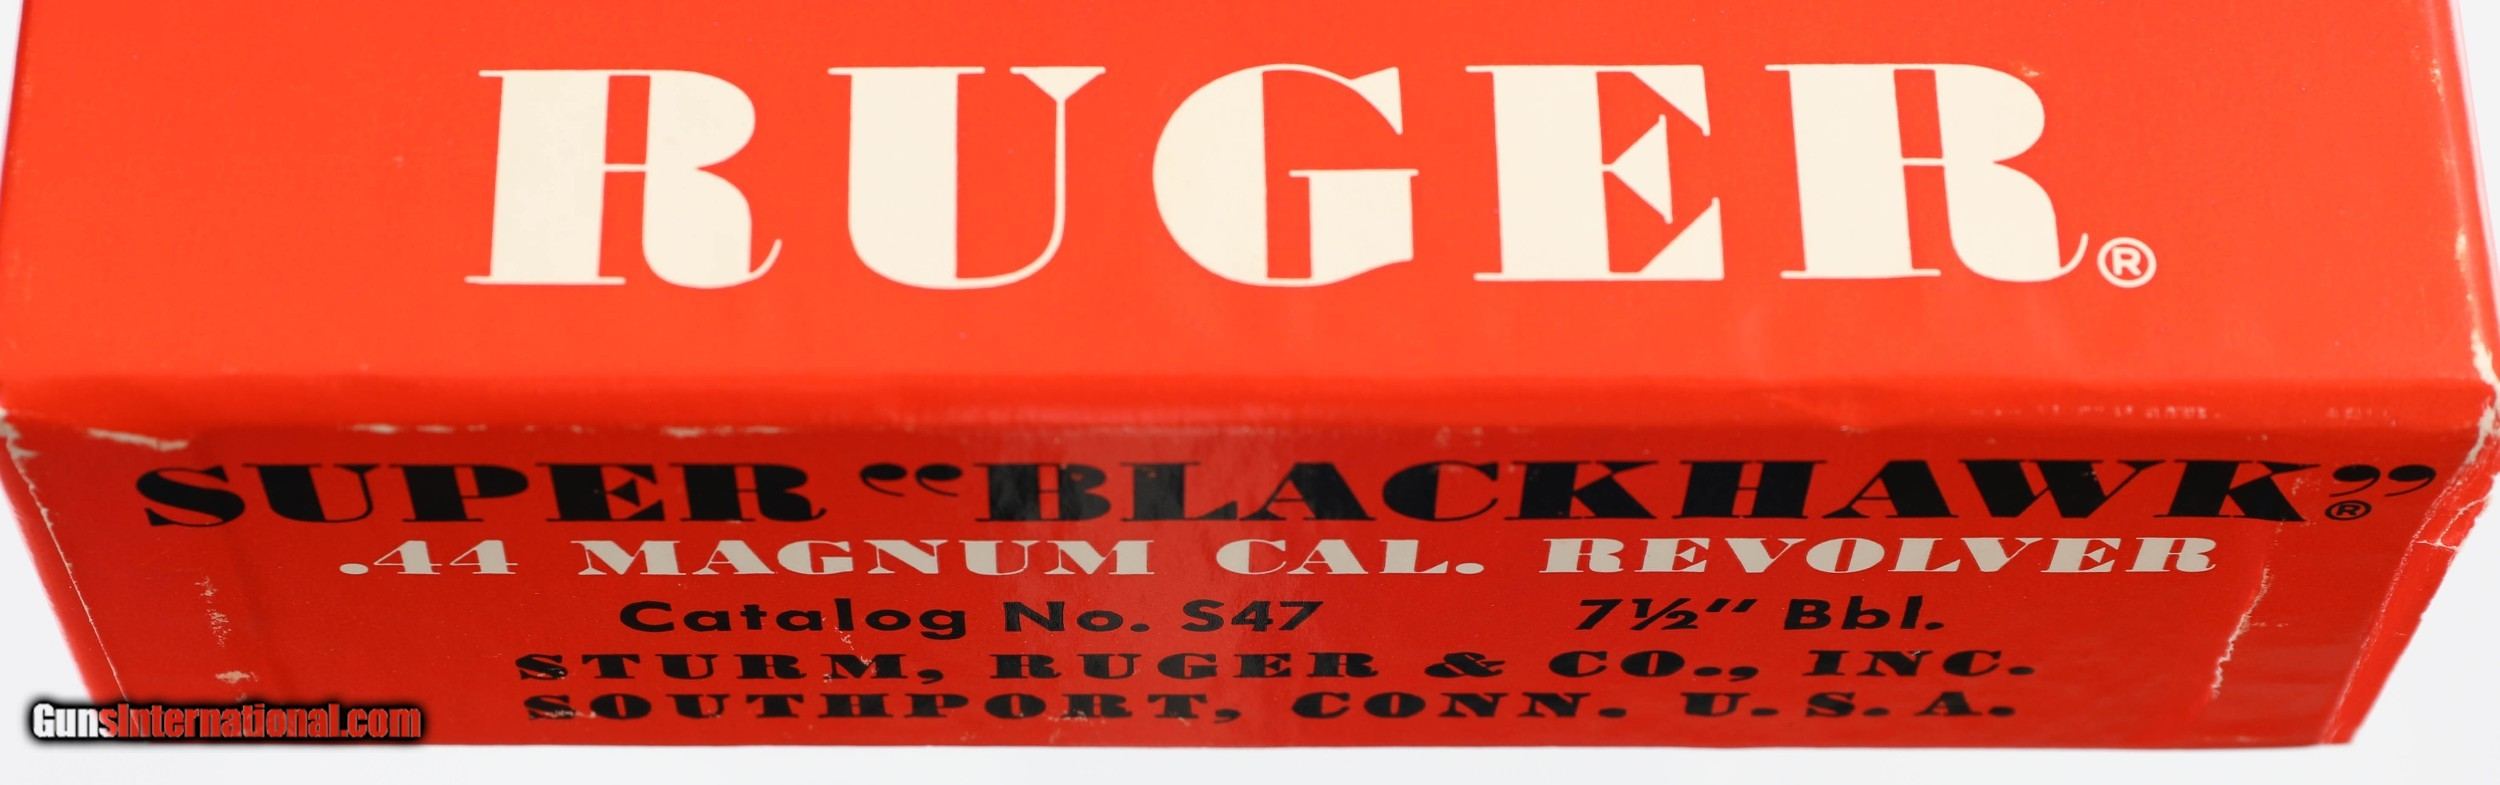 RUGER®
SUPER “BLACKHAWK”®
.44 MAGNUM CAL. REVOLVER
Catalog No. S47 7½" Bbl.
STURM, RUGER & CO., INC.
SOUTHPORT, CONN. U. S. A.
GunsInternational.com